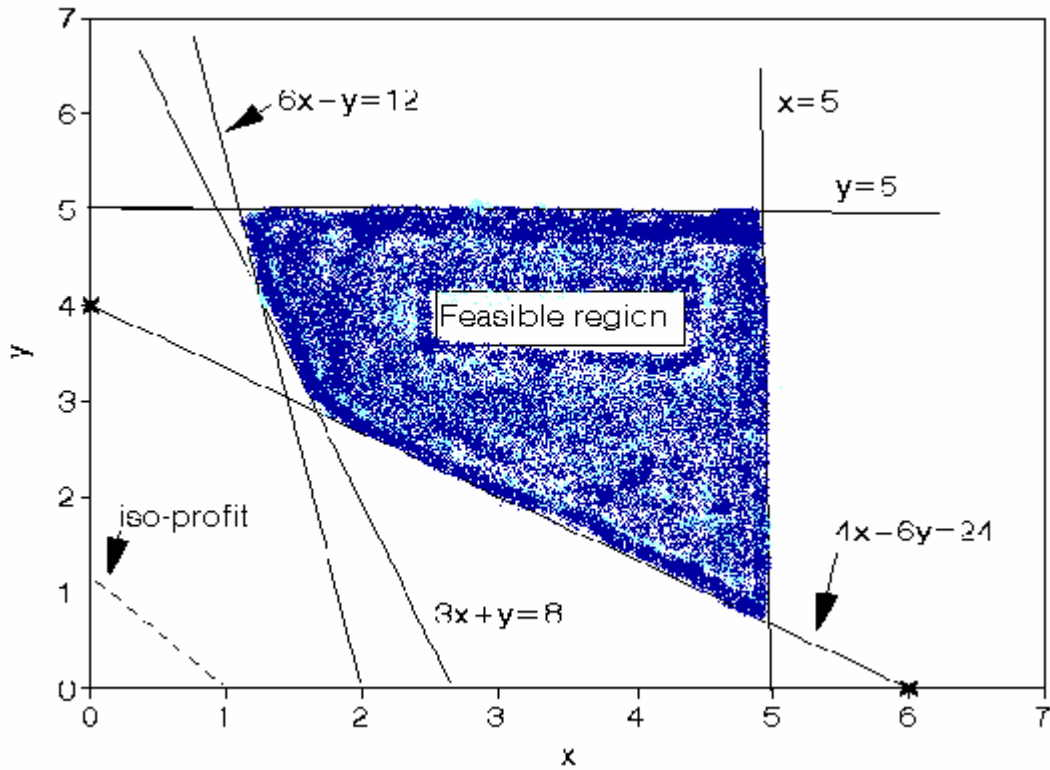 7
6
5
4
3
2
1
0
y
6x-y=12
x=5
y=5
Feasible region
iso-profit
3x+y=8
4x-6y=24
0 1 2 3 4 5 6 7
x